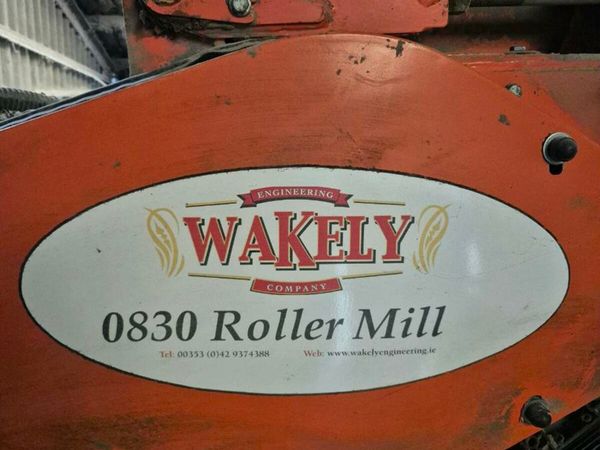 ENGINEERING
WAKELY
COMPANY
0830 Roller Mill
Tel: 00353 (0)42 9374388 Web: www.wakelyengineering.ie